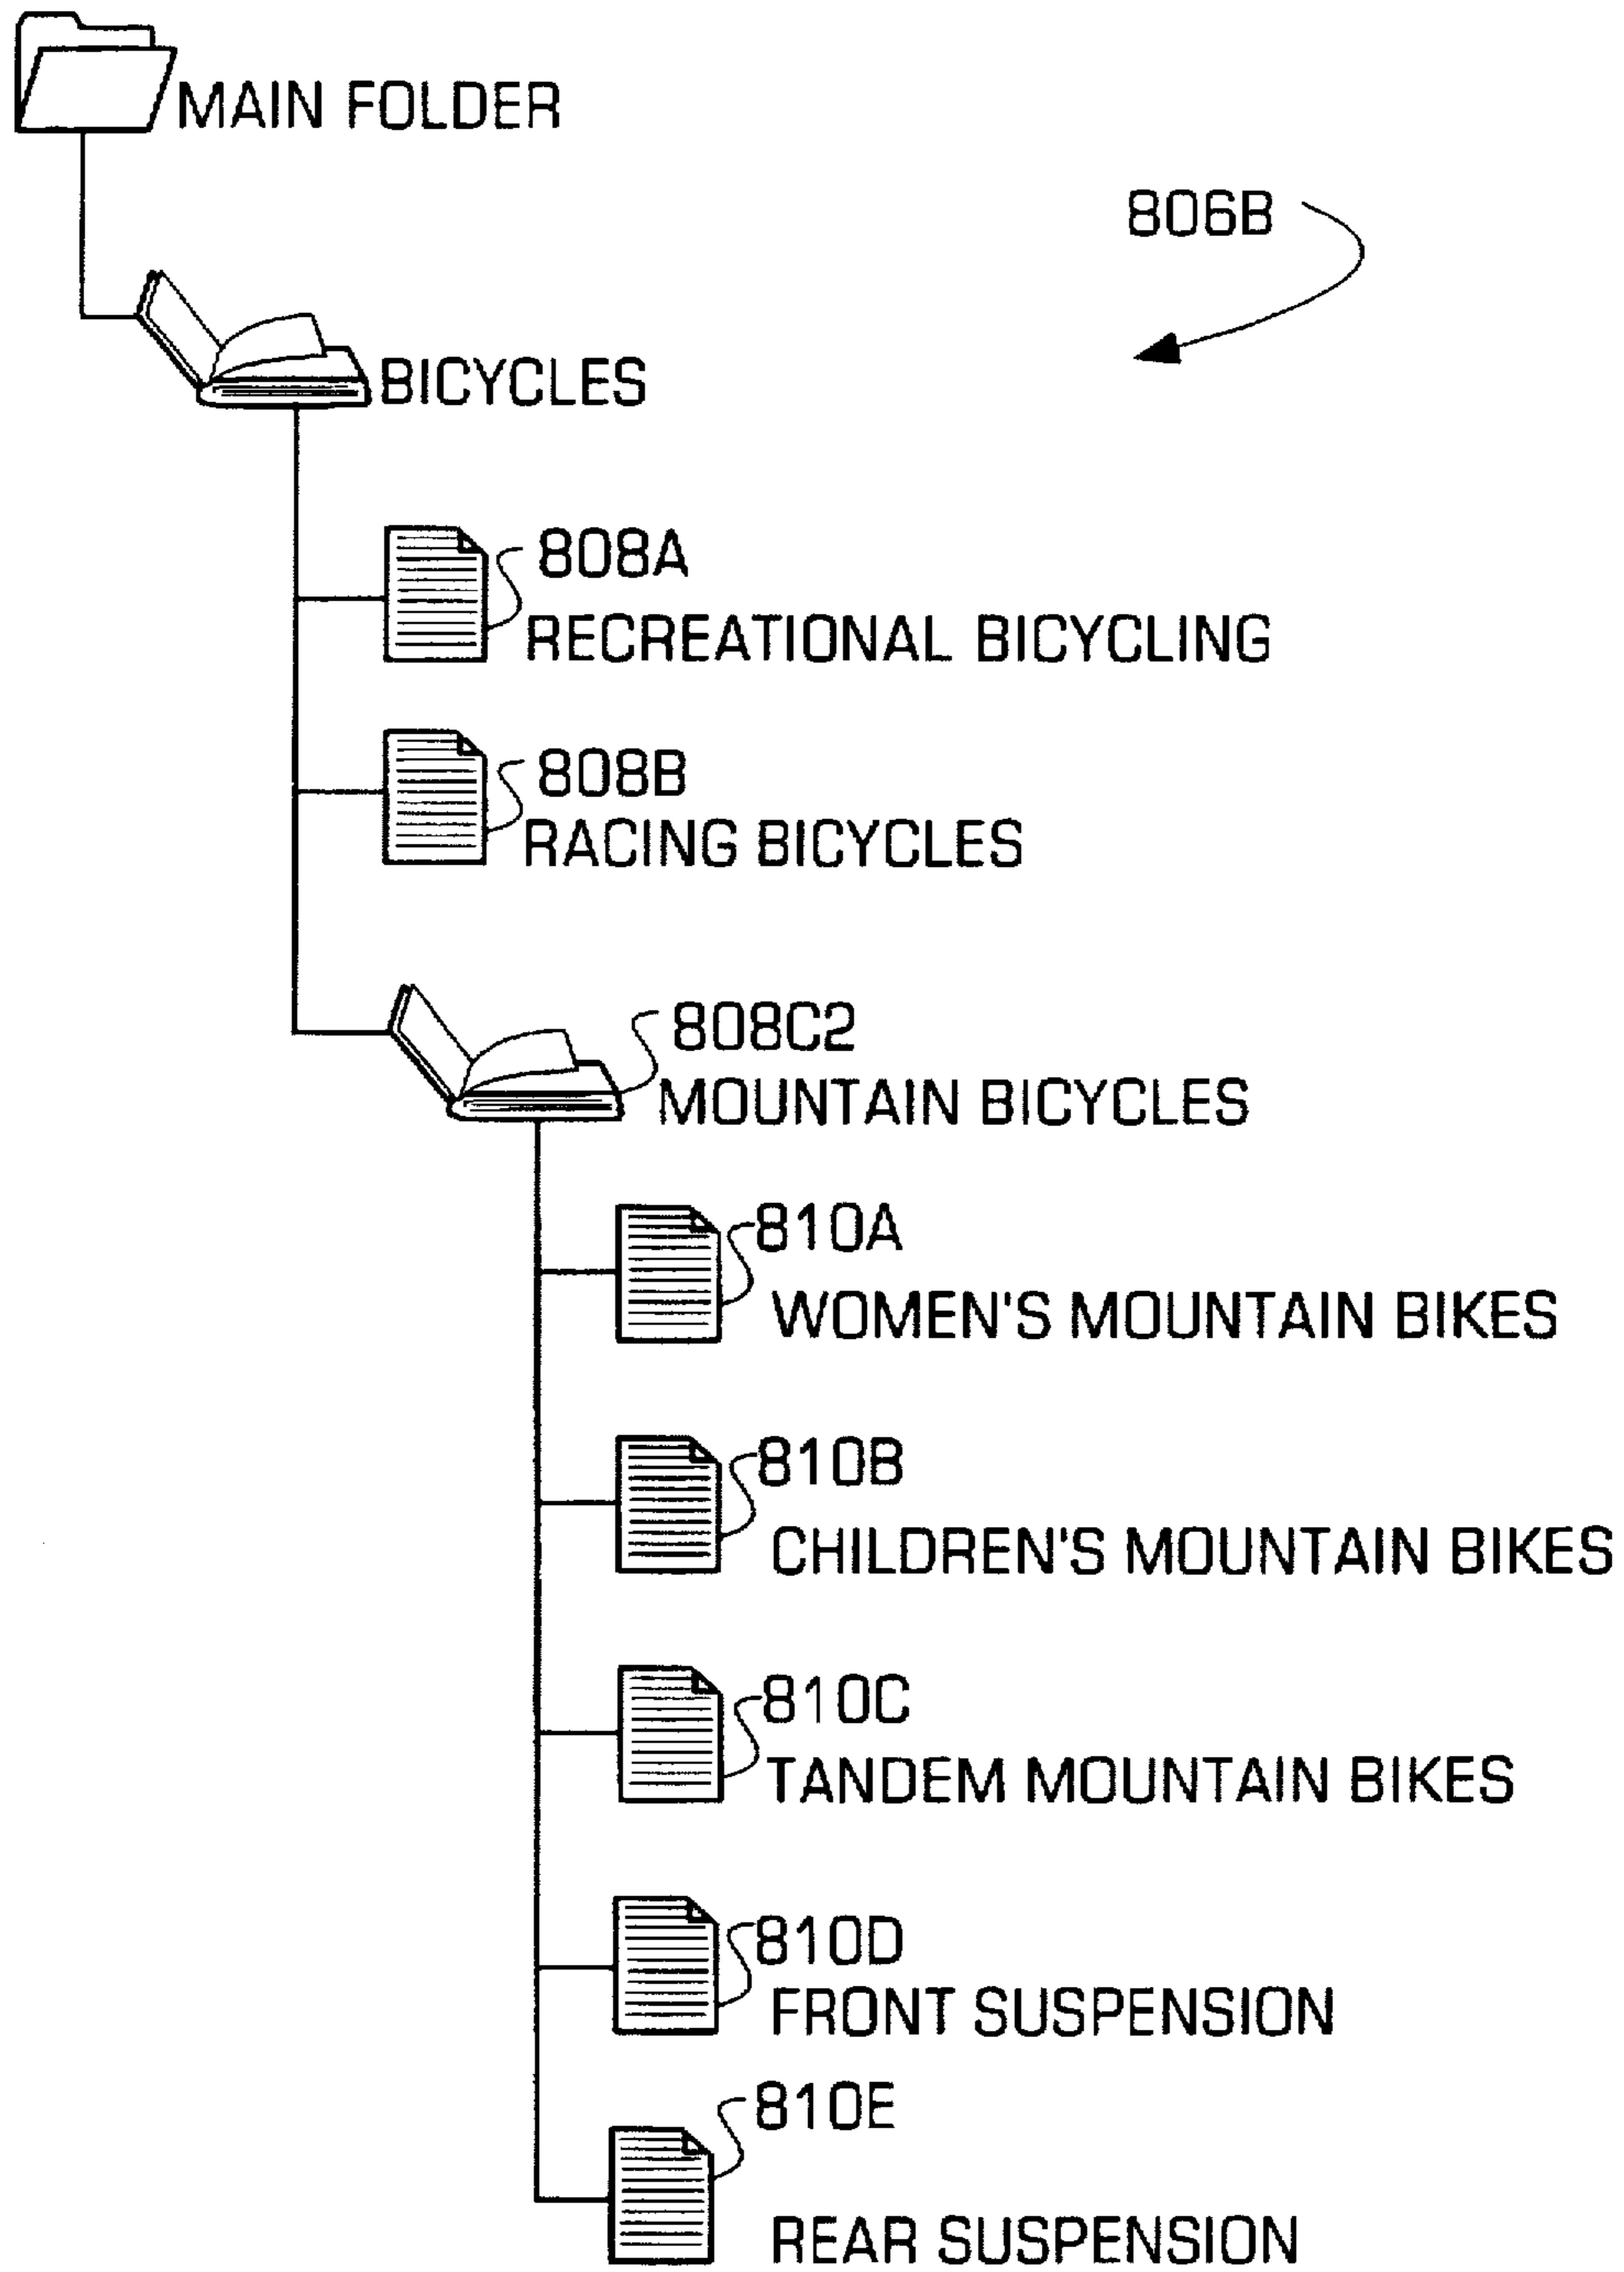 MAIN FOLDER
806B
BICYCLES
808A
RECREATIONAL BICYCLING
808B
RACING BICYCLES
808C2
MOUNTAIN BICYCLES
810A
WOMEN'S MOUNTAIN BIKES
810B
CHILDREN'S MOUNTAIN BIKES
810C
TANDEM MOUNTAIN BIKES
810D
FRONT SUSPENSION
810E
REAR SUSPENSION